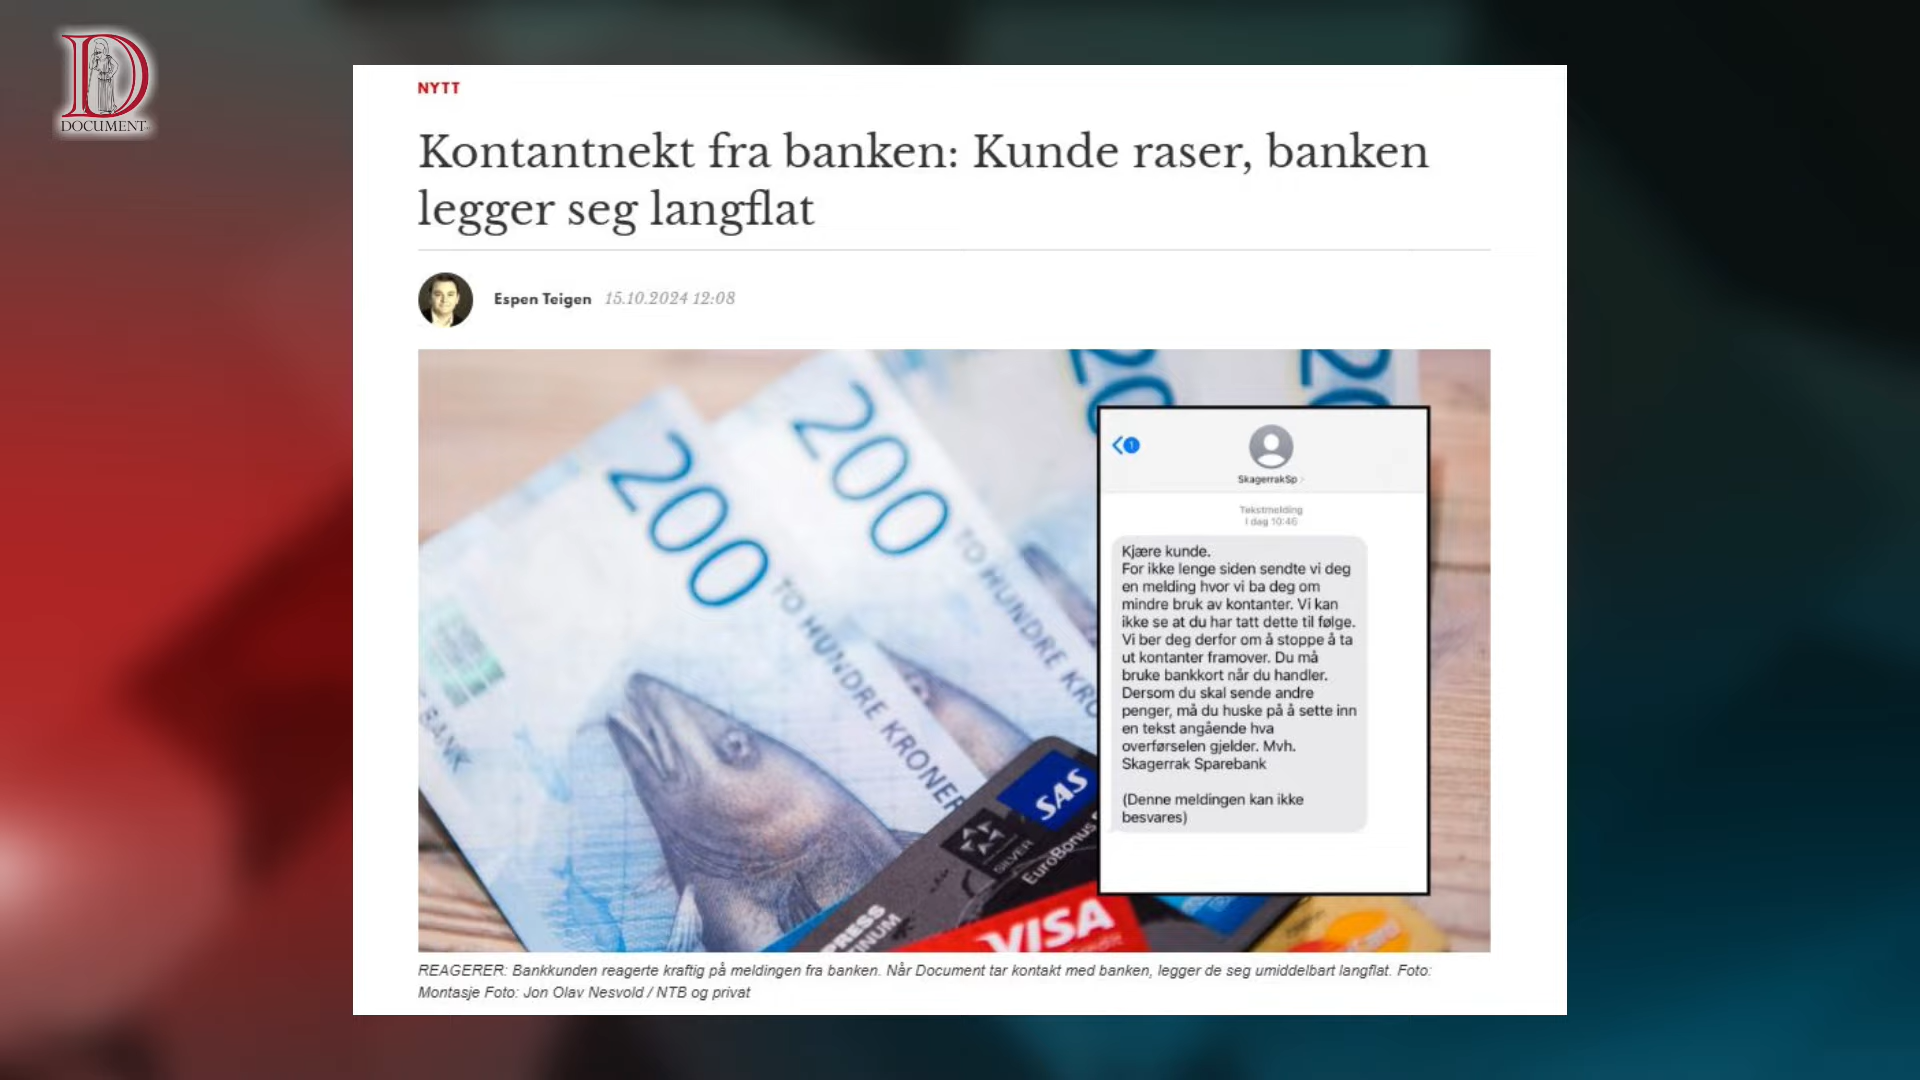 DOCUMENT
NYTT
Kontantnekt fra banken: Kunde raser, banken
legger seg langflat
Espen Teigen 15.10.2024 12:08
200
200
20
20
TO HUNDRE KRONER
TO HUNDRE KRO
BANK
SAS
SILVER
EuroBonus
VISA
1
SkagerrakSp
Tekstmelding
I dag 10:46
Kjære kunde.
For ikke lenge siden sendte vi deg
en melding hvor vi ba deg om
mindre bruk av kontanter. Vi kan
ikke se at du har tatt dette til følge.
Vi ber deg derfor om å stoppe å ta
ut kontanter framover. Du må
bruke bankkort når du handler.
Dersom du skal sende andre
penger, må du huske på å sette inn
en tekst angående hva
overførselen gjelder. Mvh.
Skagerrak Sparebank
(Denne meldingen kan ikke
besvares)
REAGERER: Bankkunden reagerte kraftig på meldingen fra banken. Når Document tar kontakt med banken, legger de seg umiddelbart langflat. Foto:
Montasje Foto: Jon Olav Nesvold / NTB og privat